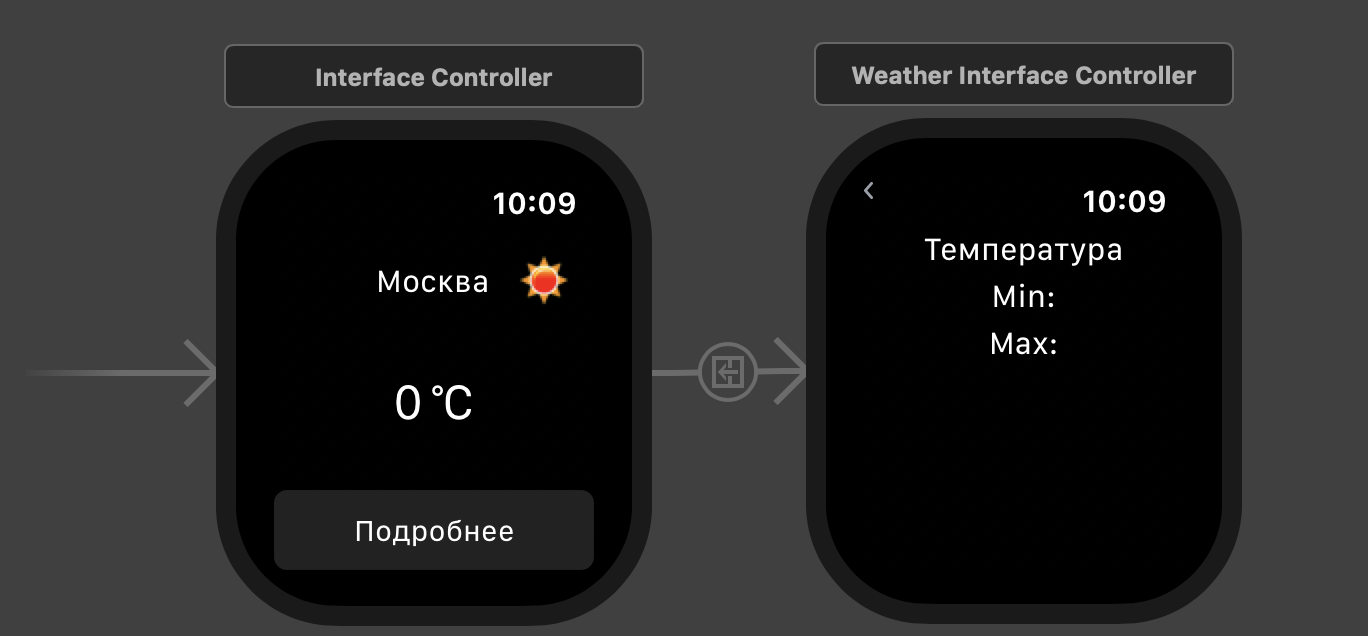 Interface Controller
10:09
Москва
0 °C
Подробнее
Weather Interface Controller
10:09
Температура
Min:
Max: